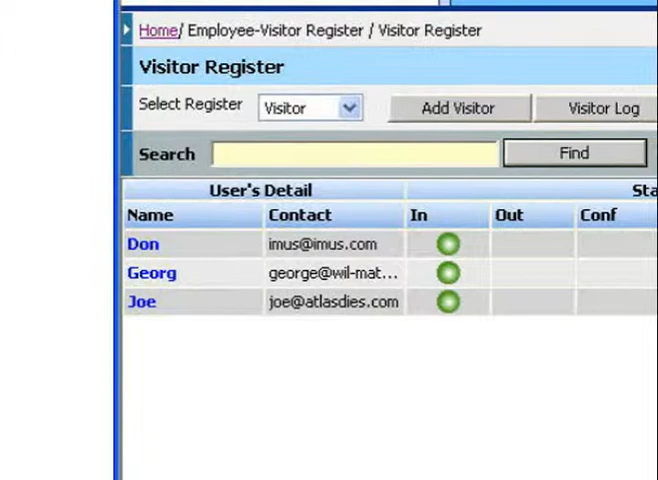 Home/ Employee-Visitor Register / Visitor Register
Visitor Register
Select Register Visitor Add Visitor Visitor Log
Search Find
User's Detail Sta
Name Contact In Out Conf
Don imus@imus.com
Georg george@wil-mat...
Joe joe@atlasdies.com